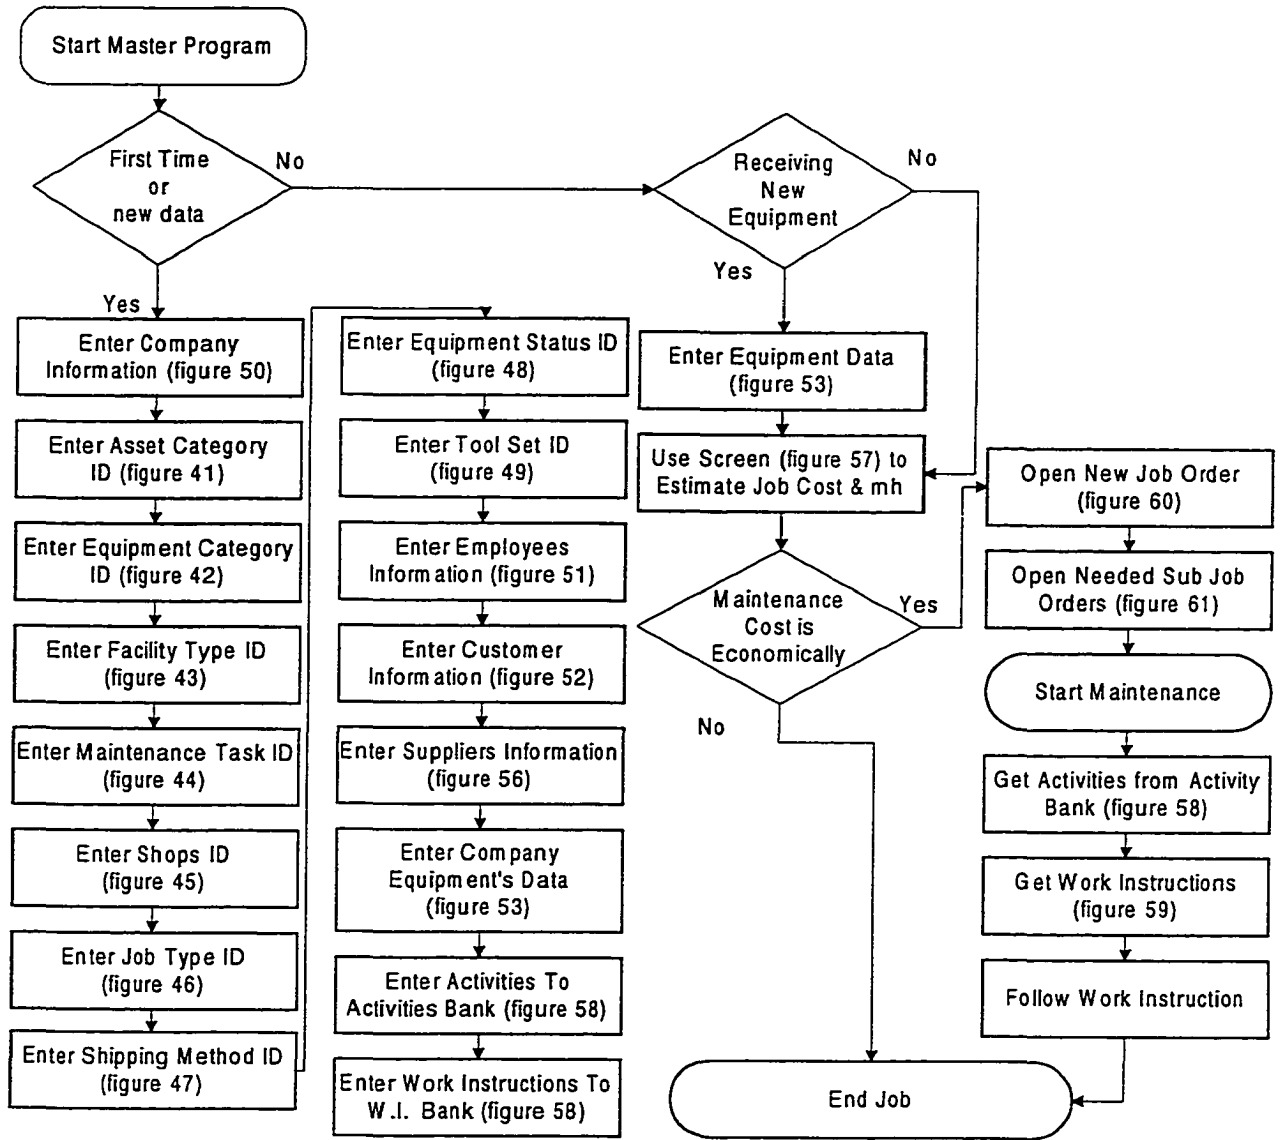 Start Master Program
First Time
or
new data
No
Yes
Enter Company
Information (figure 50)
Enter Asset Category
ID (figure 41)
Enter Equipment Category
ID (figure 42)
Enter Facility Type ID
(figure 43)
Enter Maintenance Task ID
(figure 44)
Enter Shops ID
(figure 45)
Enter Job Type ID
(figure 46)
Enter Shipping Method ID
(figure 47)
Enter Equipment Status ID
(figure 48)
Enter Tool Set ID
(figure 49)
Enter Employees
Information (figure 51)
Enter Customer
Information (figure 52)
Enter Suppliers Information
(figure 56)
Enter Company
Equipment's Data
(figure 53)
Enter Activities To
Activities Bank (figure 58)
Enter Work Instructions To
W.I. Bank (figure 58)
Receiving
New
Equipment
No
Yes
Enter Equipment Data
(figure 53)
Use Screen (figure 57) to
Estimate Job Cost & mh
Maintenance
Cost is
Economically
Yes
No
Open New Job Order
(figure 60)
Open Needed Sub Job
Orders (figure 61)
Start Maintenance
Get Activities from Activity
Bank (figure 58)
Get Work Instructions
(figure 59)
Follow Work Instruction
End Job